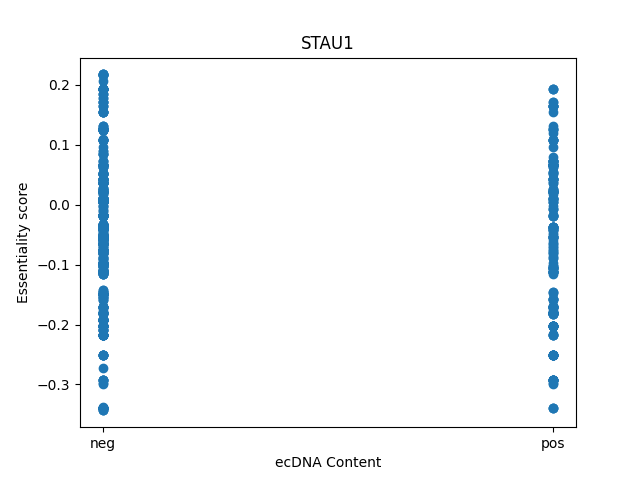 STAU1
Essentiality score
0.2
0.1
0.0
−0.1
−0.2
−0.3
neg
pos
ecDNA Content